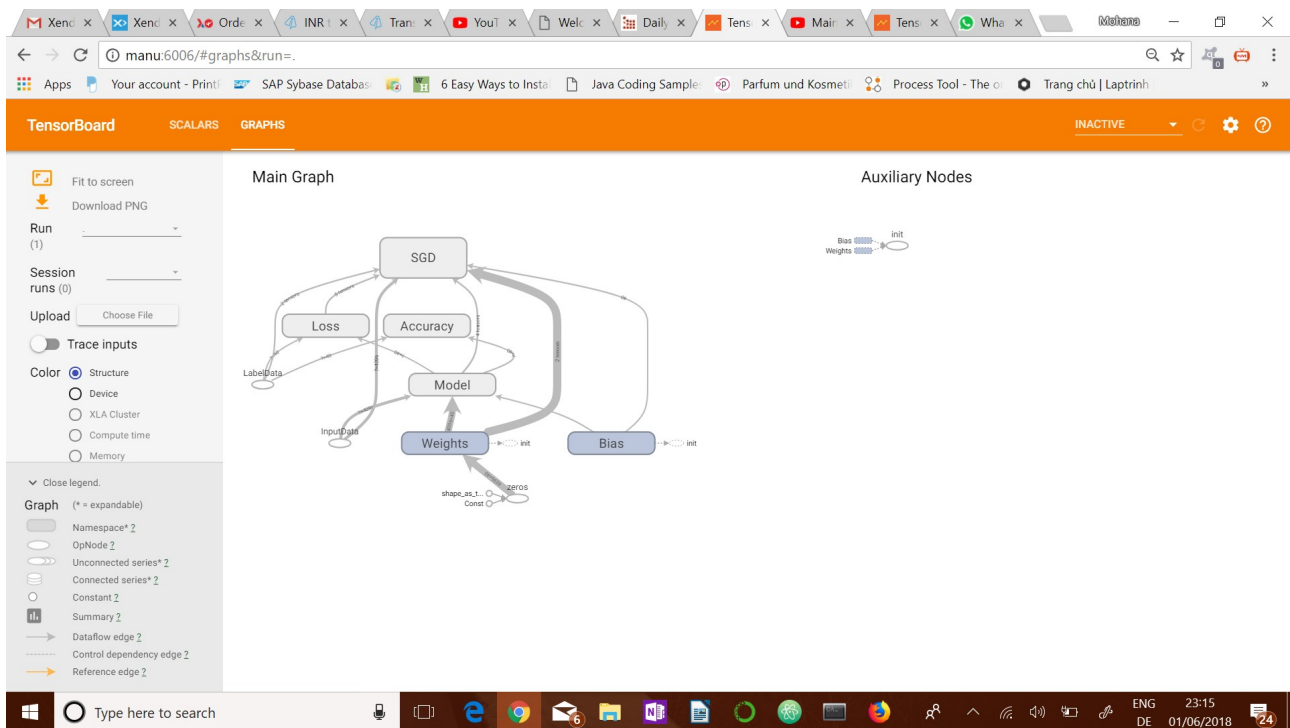 Xend
Xend
Orde
INR t
Trans
YouT
Welc
Daily
Tens
Main
Tens
Wha
Mohana
manu:6006/#graphs&run=.
Apps
Your account - Printf
SAP Sybase Databas
6 Easy Ways to Instal
Java Coding Sample
Parfum und Kosmeti
Process Tool - The o
Trang chủ | Laptrinh
»
TensorBoard
SCALARS
GRAPHS
INACTIVE
Fit to screen
Download PNG
Run
(1)
.
Session
runs (0)
Upload
Choose File
Trace inputs
Color
Structure
Device
XLA Cluster
Compute time
Memory
Close legend.
Graph (* = expandable)
Namespace* ?
OpNode ?
Unconnected series* ?
Connected series* ?
Constant ?
Summary ?
Dataflow edge ?
Control dependency edge ?
Reference edge ?
Main Graph
SGD
Loss
Accuracy
LabelData
Model
InputData
Weights
init
Bias
init
zeros
shape_as_t...
Const
2 tensors
Auxiliary Nodes
init
Bias
Weights
Type here to search
6
ENG
DE
23:15
01/06/2018
24